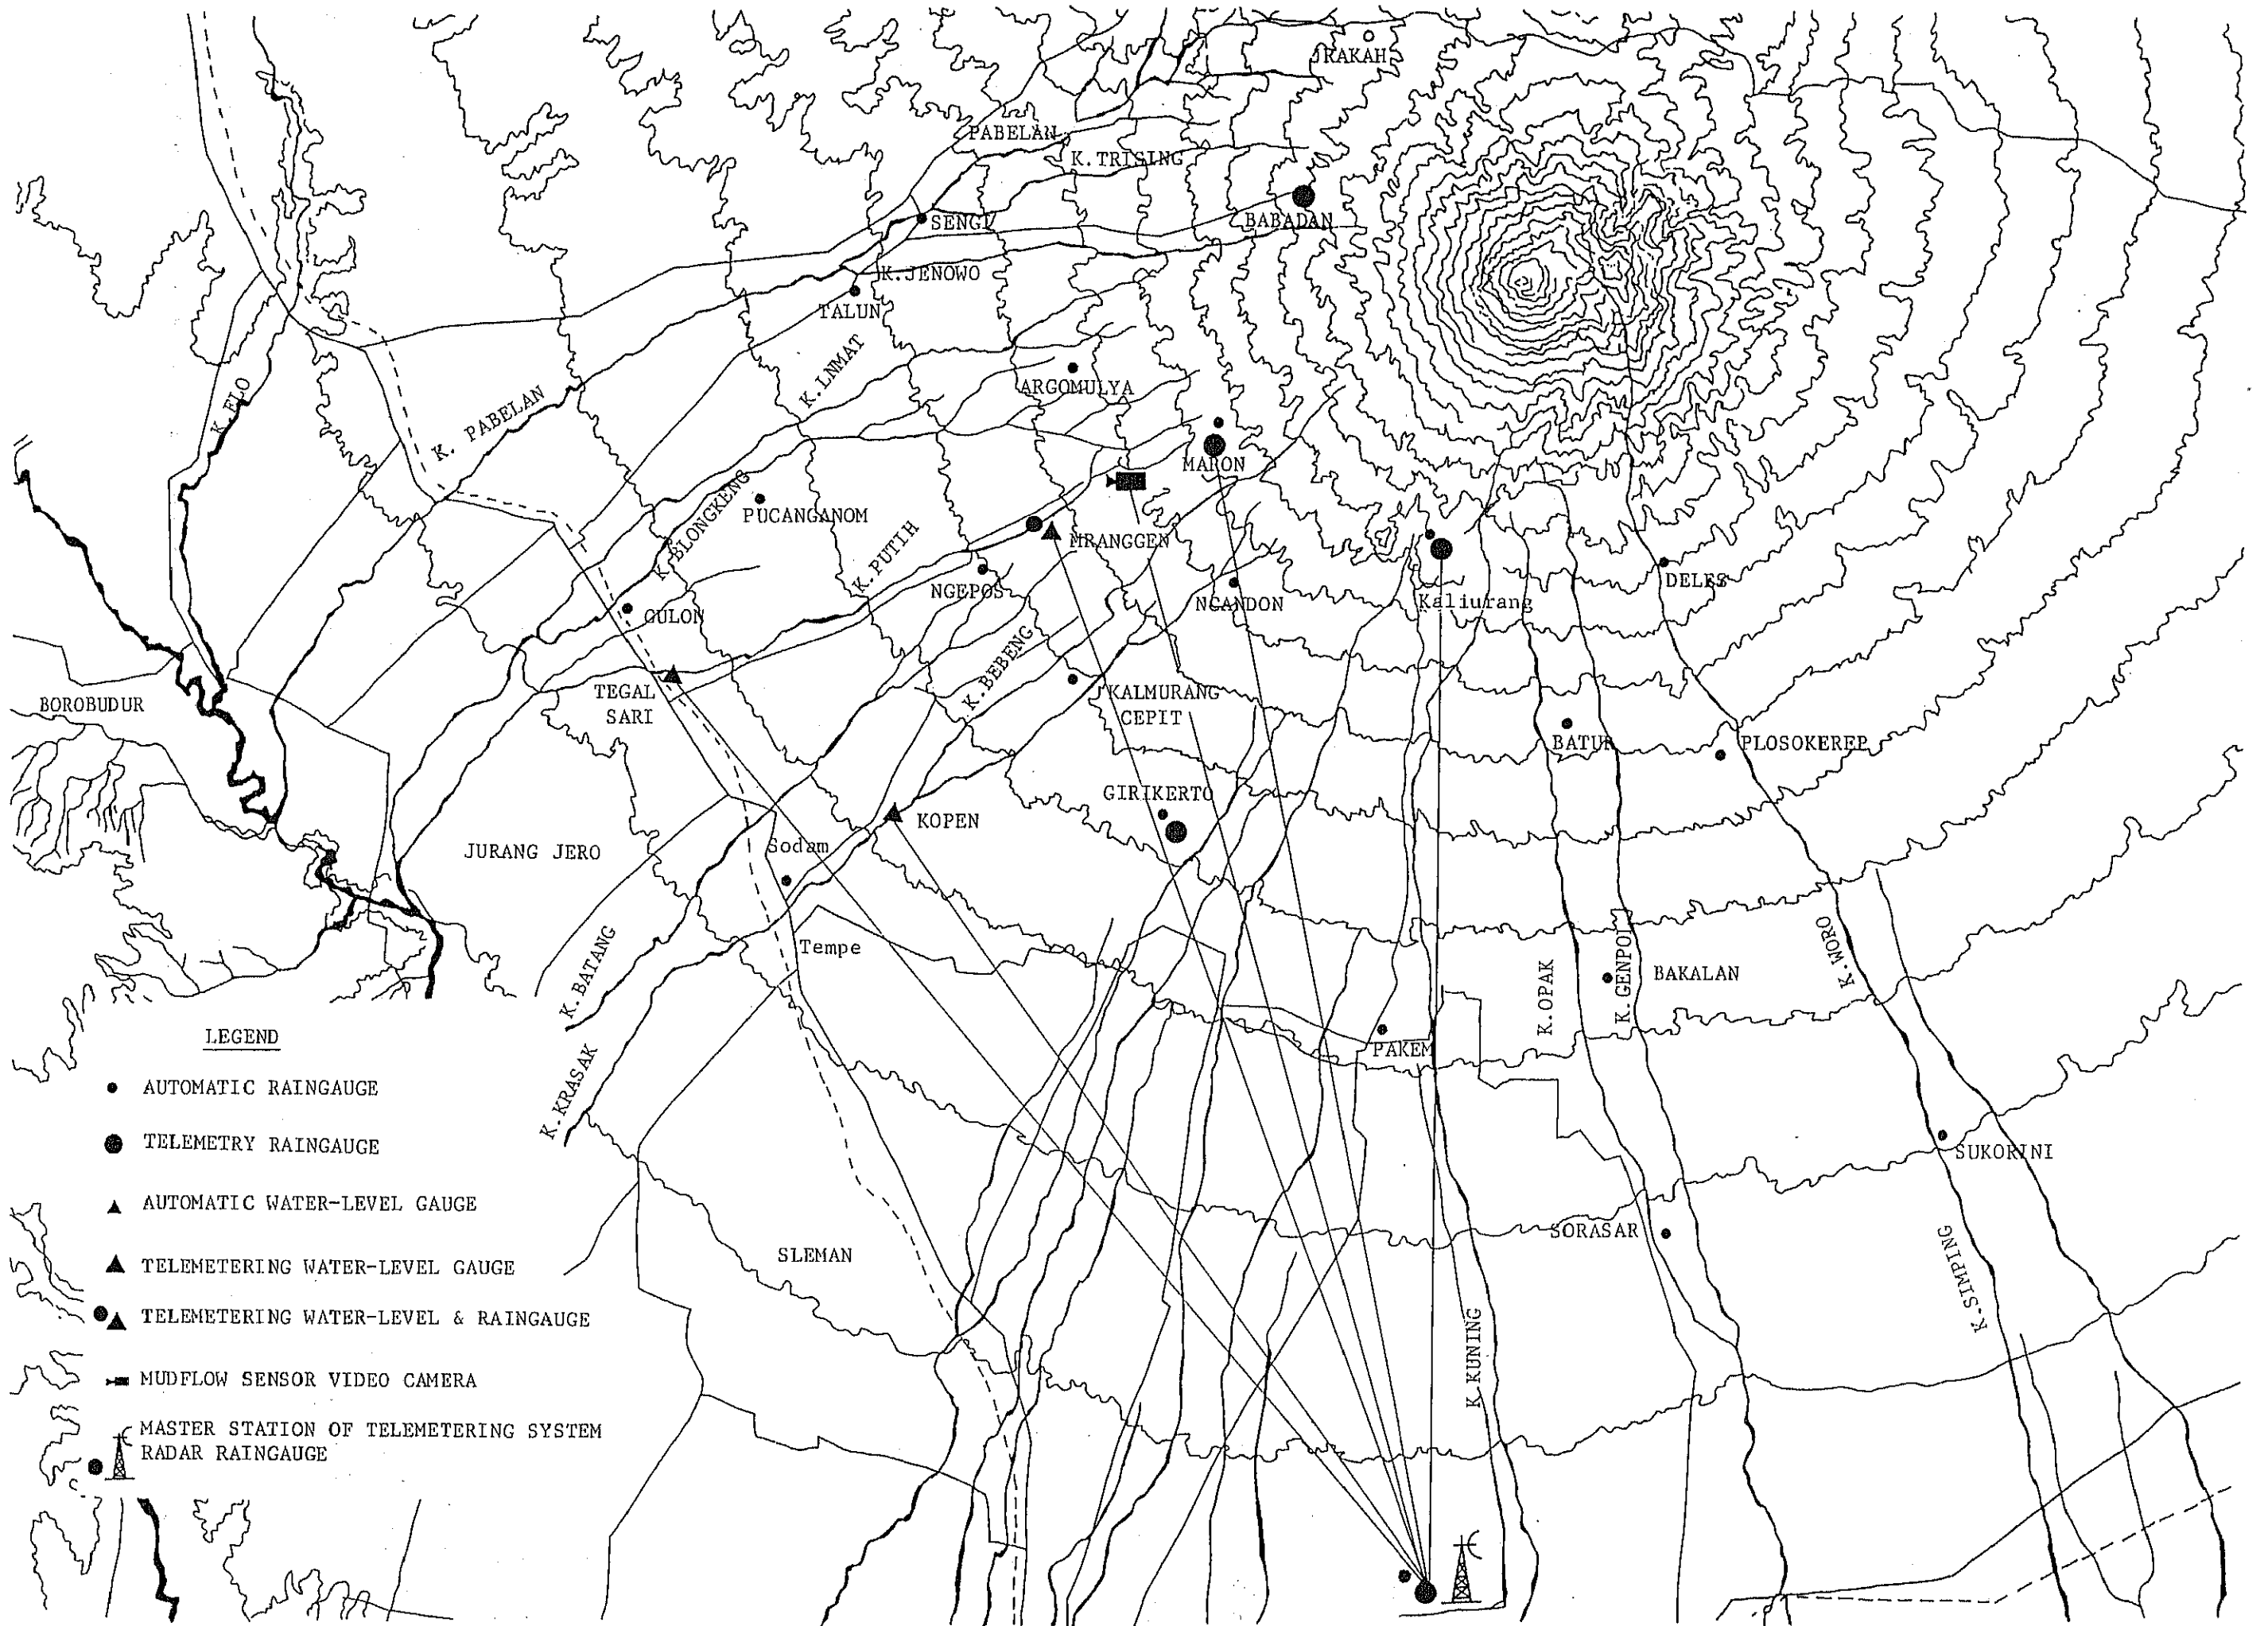 JRAKAH
PABELAN
K.TRISING
SENGI
BABADAN
K.JENOWO
TALUN
K.LNMAT
ARGOMULYA
K.ELO
K. PABELAN
MARON
PUCANGANOM
K.BLONGKENG
K.PUTIH
MRANGGEN
NGEPOS
NGANDON
Kaliurang
DELES
GULON
K.BEBENG
TEGAL
SARI
KALMURANG
CEPIT
BOROBUDUR
BATUR
PLOSOKEREP
GIRIKERTO
KOPEN
JURANG JERO
Sodam
Tempe
K.BATANG
K.KRASAK
K.OPAK
K.GENPOL
BAKALAN
K.WORO
PAKEM
SUKORINI
SORASAR
SLEMAN
K.SIMPING
K KUNING
LEGEND
AUTOMATIC RAINGAUGE
TELEMETRY RAINGAUGE
AUTOMATIC WATER-LEVEL GAUGE
TELEMETERING WATER-LEVEL GAUGE
TELEMETERING WATER-LEVEL & RAINGAUGE
MUDFLOW SENSOR VIDEO CAMERA
MASTER STATION OF TELEMETERING SYSTEM
RADAR RAINGAUGE